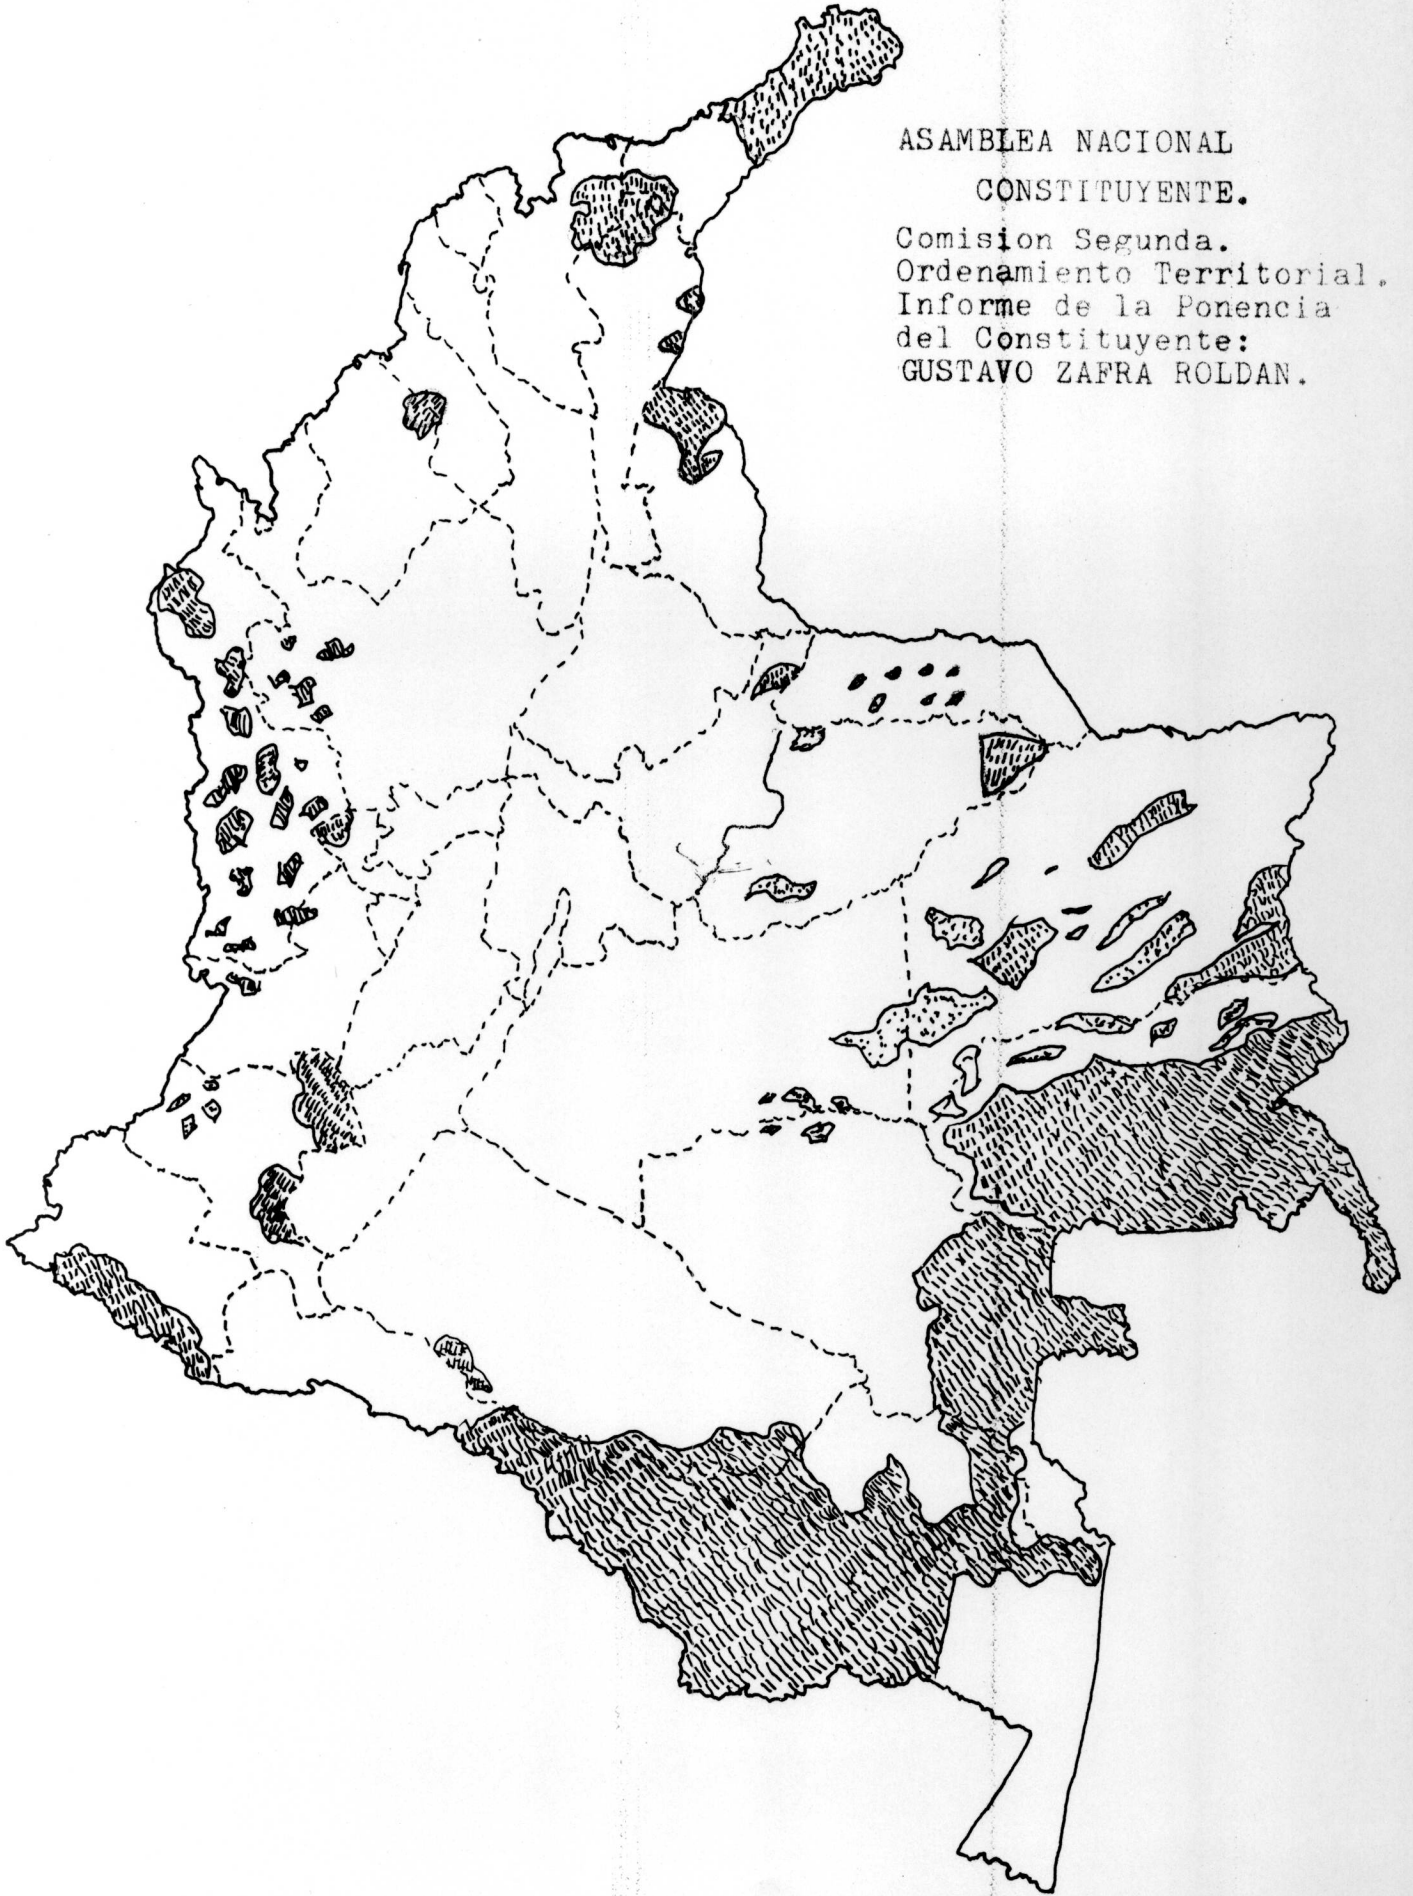 ASAMBLEA NACIONAL
CONSTITUYENTE.
Comision Segunda.
Ordenamiento Territorial.
Informe de la Ponencia
del Constituyente:
GUSTAVO ZAFRA ROLDAN.